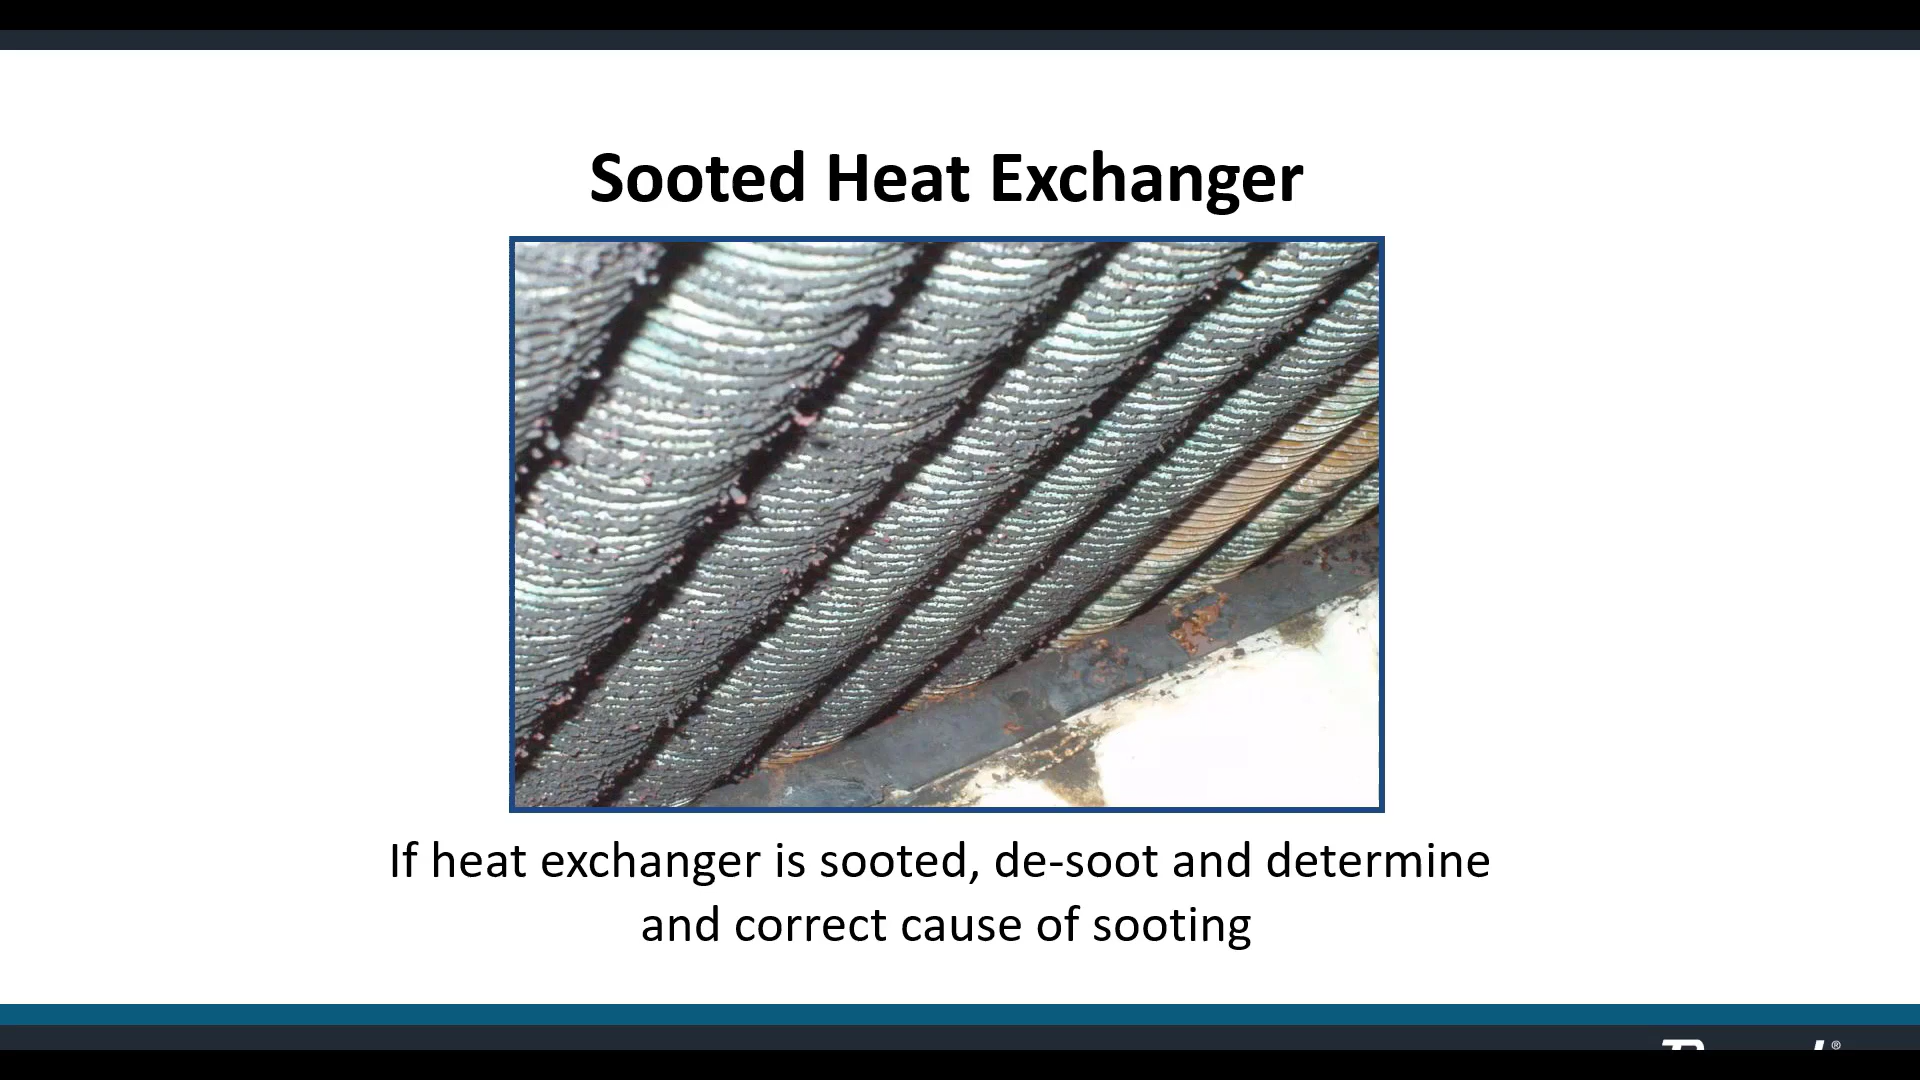 Sooted Heat Exchanger
If heat exchanger is sooted, de-soot and determine
and correct cause of sooting
®